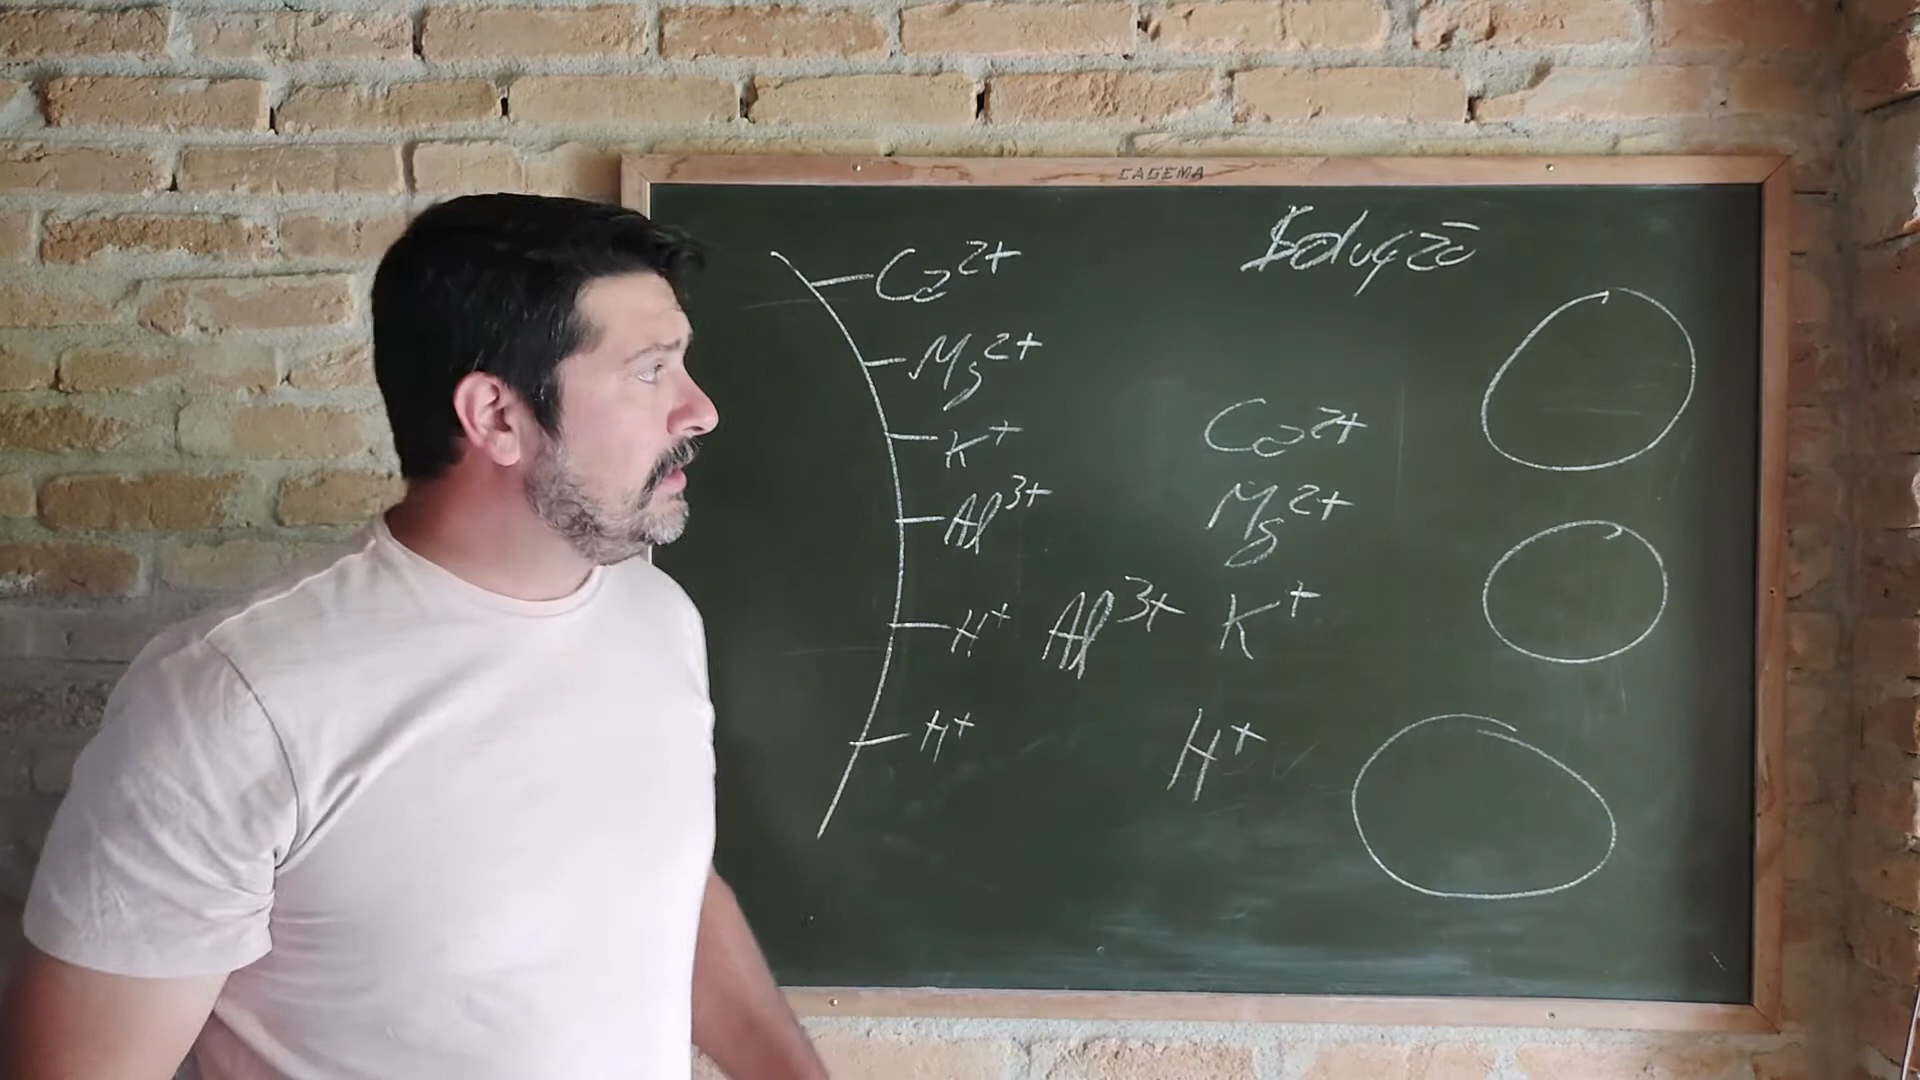 CAGEMA
Solução
Ca2+
Mg2+
K+
Al3+
H+
H+
Ca2+
Mg2+
Al3+ K+
H+